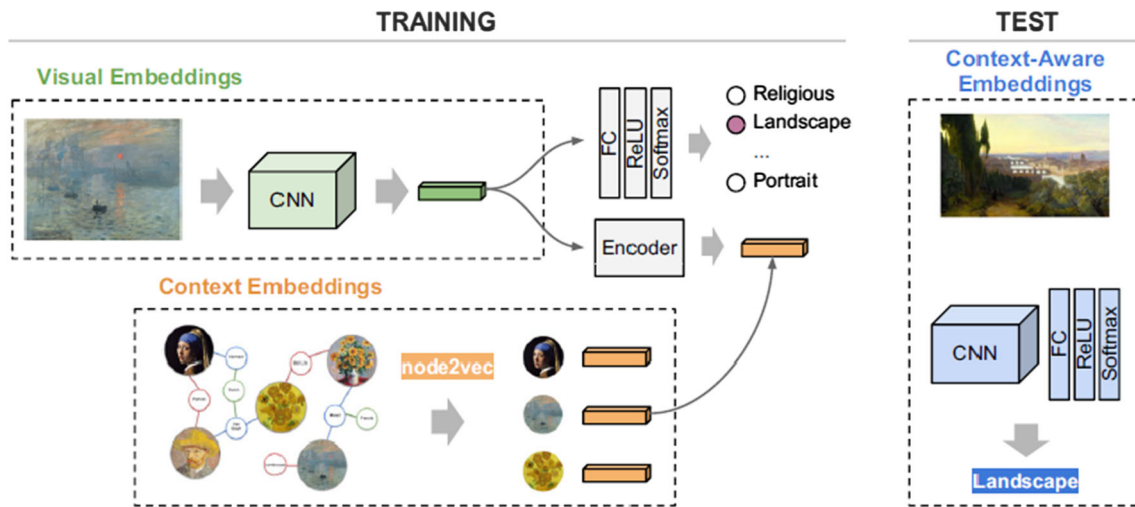 TRAINING
TEST
Visual Embeddings
CNN
FC
ReLU
Softmax
Religious
Landscape
...
Portrait
Encoder
Context Embeddings
node2vec
Context-Aware
Embeddings
CNN
FC
ReLU
Softmax
Landscape